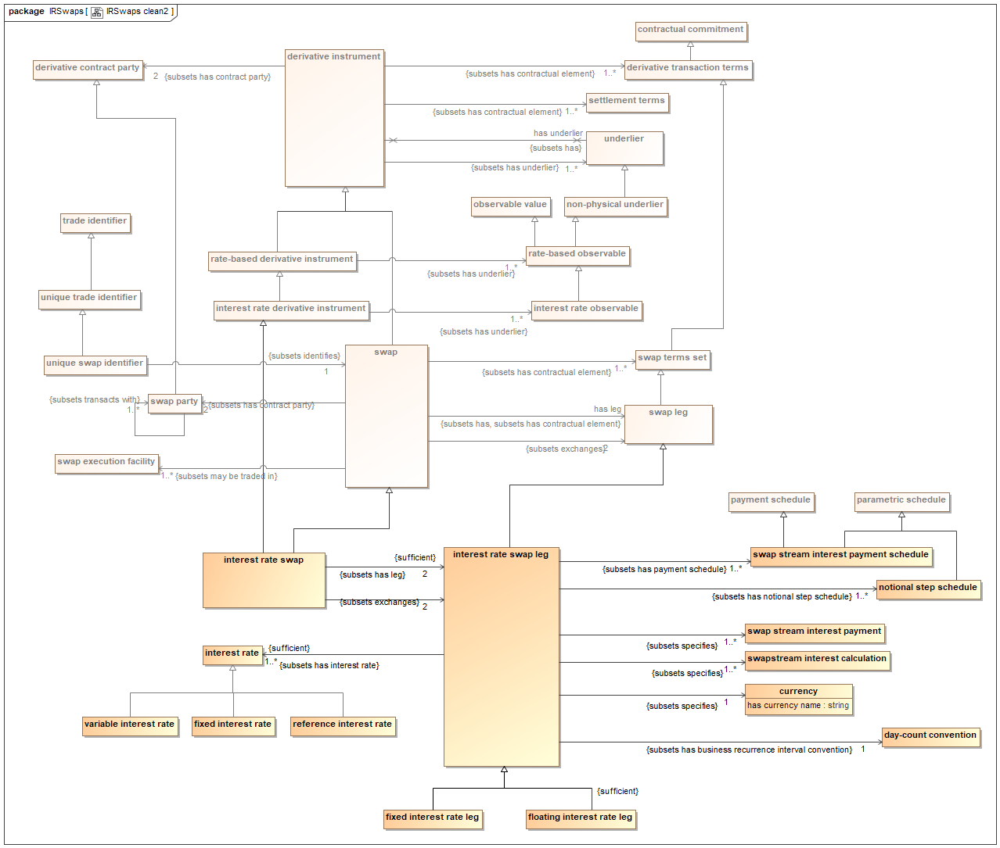 package IRSwaps [ IRSwaps clean2 ]
contractual commitment
derivative instrument
derivative contract party
derivative transaction terms
2 {subsets has contract party}
{subsets has contractual element} 1..*
settlement terms
{subsets has contractual element} 1..*
has underlier
underlier
{subsets has}
{subsets has underlier} 1..*
observable value
non-physical underlier
trade identifier
rate-based derivative instrument
rate-based observable
1..*
{subsets has underlier}
unique trade identifier
interest rate derivative instrument
interest rate observable
1..*
{subsets has underlier}
swap
{subsets identifies}
unique swap identifier
1
swap terms set
{subsets has contractual element} 1..*
{subsets transacts with}
swap party
1..*
2 {subsets has contract party}
has leg
swap leg
{subsets has, subsets has contractual element}
{subsets exchanges} 2
swap execution facility
1..* {subsets may be traded in}
payment schedule
parametric schedule
interest rate swap
{sufficient}
interest rate swap leg
swap stream interest payment schedule
{subsets has leg} 2
{subsets has payment schedule} 1..*
notional step schedule
{subsets has notional step schedule} 1..*
{subsets exchanges} 2
swap stream interest payment
{subsets specifies} 1..*
interest rate
{sufficient}
1..* {subsets has interest rate}
swapstream interest calculation
{subsets specifies} 1..*
currency
has currency name : string
{subsets specifies} 1
variable interest rate
fixed interest rate
reference interest rate
day-count convention
{subsets has business recurrence interval convention} 1
{sufficient}
fixed interest rate leg
floating interest rate leg